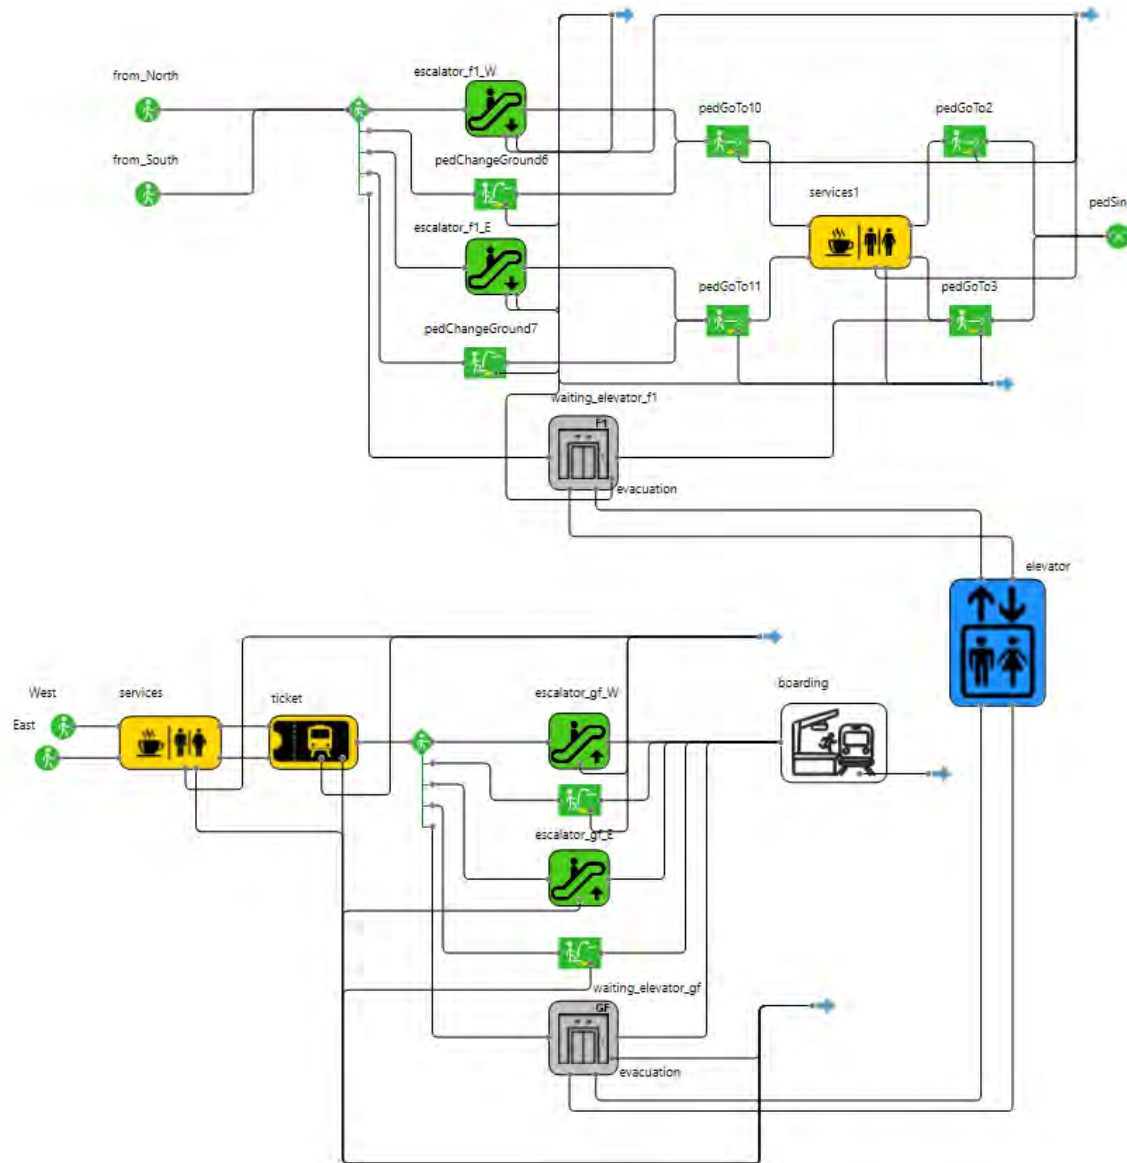 from_North
escalator_f1_W
pedGoTo10
pedGoTo2
from_South
pedChangeGround6
services1
pedSin
escalator_f1_E
pedGoTo11
pedGoTo3
pedChangeGround7
waiting_elevator_f1
F1
evacuation
elevator
West
services
ticket
escalator_gf_W
boarding
East
escalator_gf_E
waiting_elevator_gf
GF
evacuation